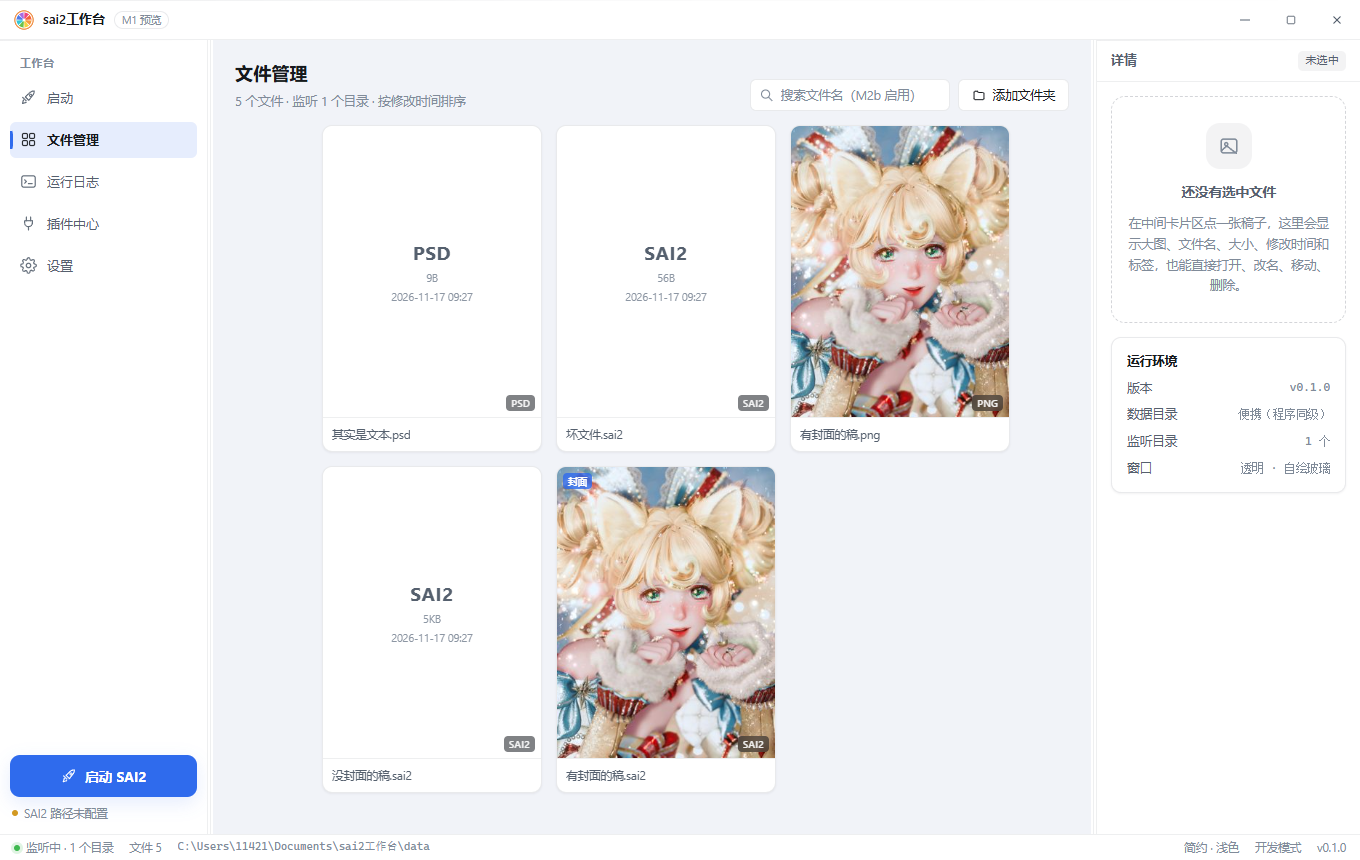 sai2工作台 M1 预览
工作台
启动
文件管理
运行日志
插件中心
设置
启动 SAI2
SAI2 路径未配置
文件管理
5 个文件 · 监听 1 个目录 · 按修改时间排序
搜索文件名（M2b 启用）
添加文件夹
PSD
9B
2026-11-17 09:27
PSD
其实是文本.psd
SAI2
56B
2026-11-17 09:27
SAI2
坏文件.sai2
PNG
有封面的稿.png
SAI2
5KB
2026-11-17 09:27
SAI2
没封面的稿.sai2
封面
SAI2
有封面的稿.sai2
详情 未选中
还没有选中文件
在中间卡片区点一张稿子，这里会显
示大图、文件名、大小、修改时间和
标签，也能直接打开、改名、移动、
删除。
运行环境
版本 v0.1.0
数据目录 便携（程序同级）
监听目录 1 个
窗口 透明 · 自绘玻璃
监听中 · 1 个目录 文件 5 C:\Users\11421\Documents\sai2工作台\data
简约 · 浅色 开发模式 v0.1.0